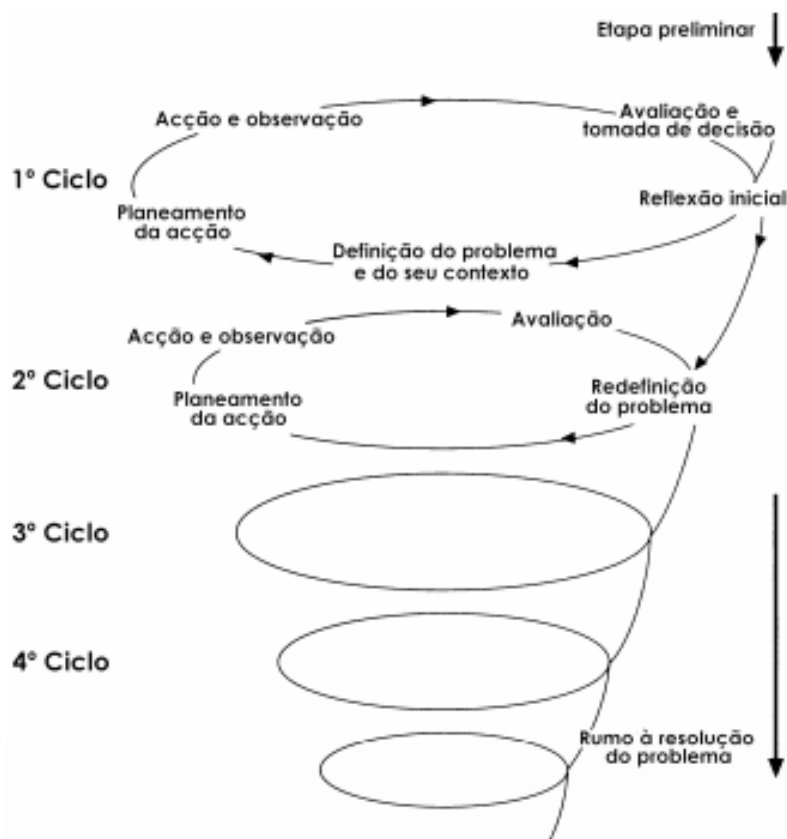 Etapa preliminar
Acção e observação
Avaliação e
tomada de decisão
1º Ciclo
Reflexão inicial
Planeamento
da acção
Definição do problema
e do seu contexto
Acção e observação
Avaliação
2º Ciclo
Planeamento
da acção
Redefinição
do problema
3º Ciclo
4º Ciclo
Rumo à resolução
do problema